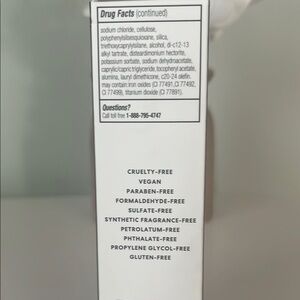 Drug Facts (continued)
sodium chloride, cellulose,
polyphenylsilsesquioxane, silica,
triethoxycaprylylsilane, alcohol, di-c12-13
alkyl tartrate, disteardimonium hectorite,
potassium sorbate, sodium dehydroacetate,
caprylic/capric triglyceride, tocopheryl acetate,
alumina, lauryl dimethicone, c20-24 olefin.
may contain iron oxides (CI 77491,CI 77492,
CI 77499), titanium dioxide (CI 77891).
Questions?
Call toll free 1-888-795-4747
CRUELTY-FREE
VEGAN
PARABEN-FREE
FORMALDEHYDE-FREE
SULFATE-FREE
SYNTHETIC FRAGRANCE-FREE
PETROLATUM-FREE
PHTHALATE-FREE
PROPYLENE GLYCOL-FREE
GLUTEN-FREE